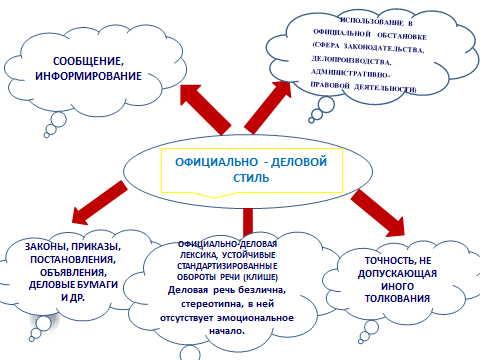 СООБЩЕНИЕ,
ИНФОРМИРОВАНИЕ
ИСПОЛЬЗОВАНИЕ В
ОФИЦИАЛЬНОЙ ОБСТАНОВКЕ
(СФЕРА ЗАКОНОДАТЕЛЬСТВА,
ДЕЛОПРОИЗВОДСТВА,
АДМИНИСТРАТИВНО-
ПРАВОВОЙ ДЕЯТЕЛЬНОСТИ)
ОФИЦИАЛЬНО - ДЕЛОВОЙ
СТИЛЬ
ЗАКОНЫ, ПРИКАЗЫ,
ПОСТАНОВЛЕНИЯ,
ОБЪЯВЛЕНИЯ,
ДЕЛОВЫЕ БУМАГИ
И ДР.
ОФИЦИАЛЬНО-ДЕЛОВАЯ
ЛЕКСИКА, УСТОЙЧИВЫЕ
СТАНДАРТИЗИРОВАННЫЕ
ОБОРОТЫ РЕЧИ (КЛИШЕ)
Деловая речь безлична,
стереотипна, в ней
отсутствует эмоциональное
начало.
ТОЧНОСТЬ, НЕ
ДОПУСКАЮЩАЯ
ИНОГО
ТОЛКОВАНИЯ